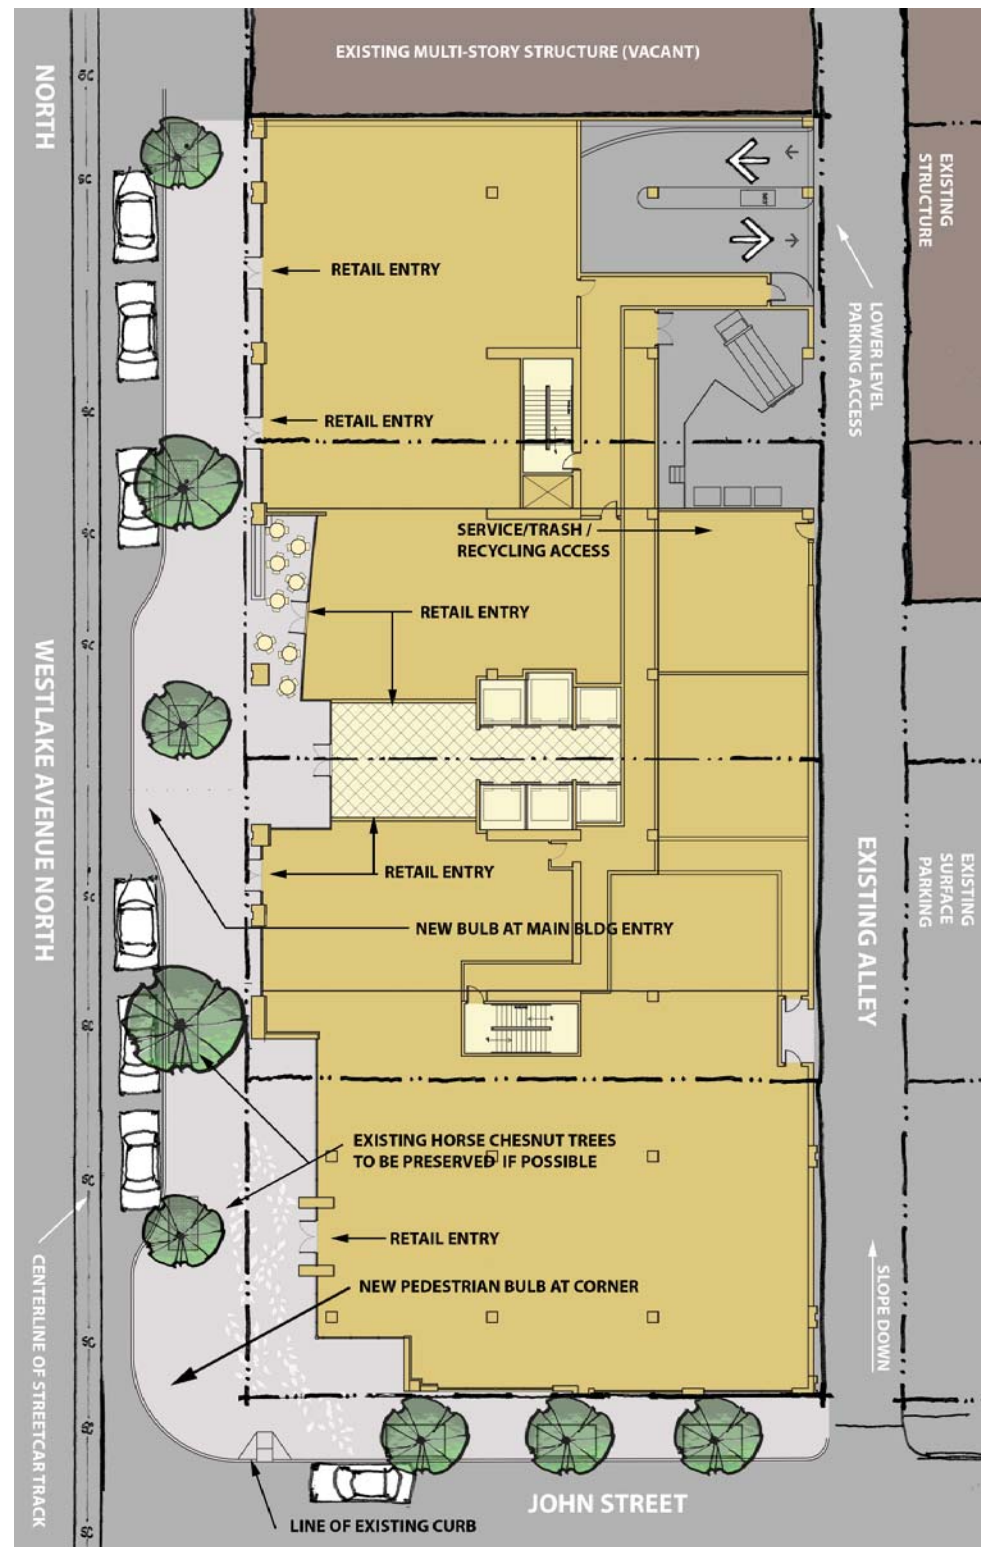 EXISTING MULTI-STORY STRUCTURE (VACANT)
NORTH
EXISTING
STRUCTURE
RETAIL ENTRY
LOWER LEVEL
PARKING ACCESS
RETAIL ENTRY
SERVICE/TRASH /
RECYCLING ACCESS
RETAIL ENTRY
WESTLAKE AVENUE NORTH
EXISTING ALLEY
EXISTING
SURFACE
PARKING
RETAIL ENTRY
NEW BULB AT MAIN BLDG ENTRY
EXISTING HORSE CHESNUT TREES
TO BE PRESERVED IF POSSIBLE
RETAIL ENTRY
NEW PEDESTRIAN BULB AT CORNER
SLOPE DOWN
CENTERLINE OF STREETCAR TRACK
JOHN STREET
LINE OF EXISTING CURB